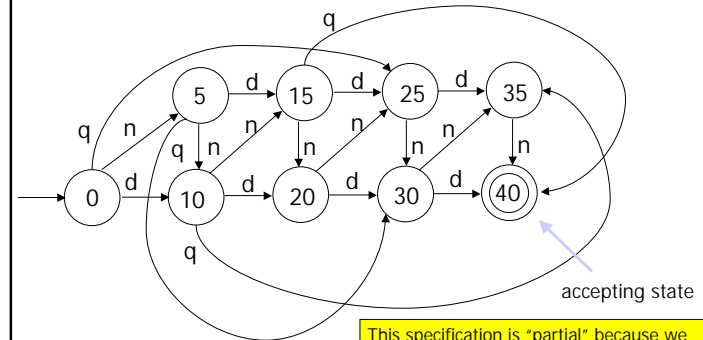 q
5 d 15 d 25 d 35
q n q n n n n n n n
0 d 10 d 20 d 30 d 40
q
accepting state
This specification is "partial" because we